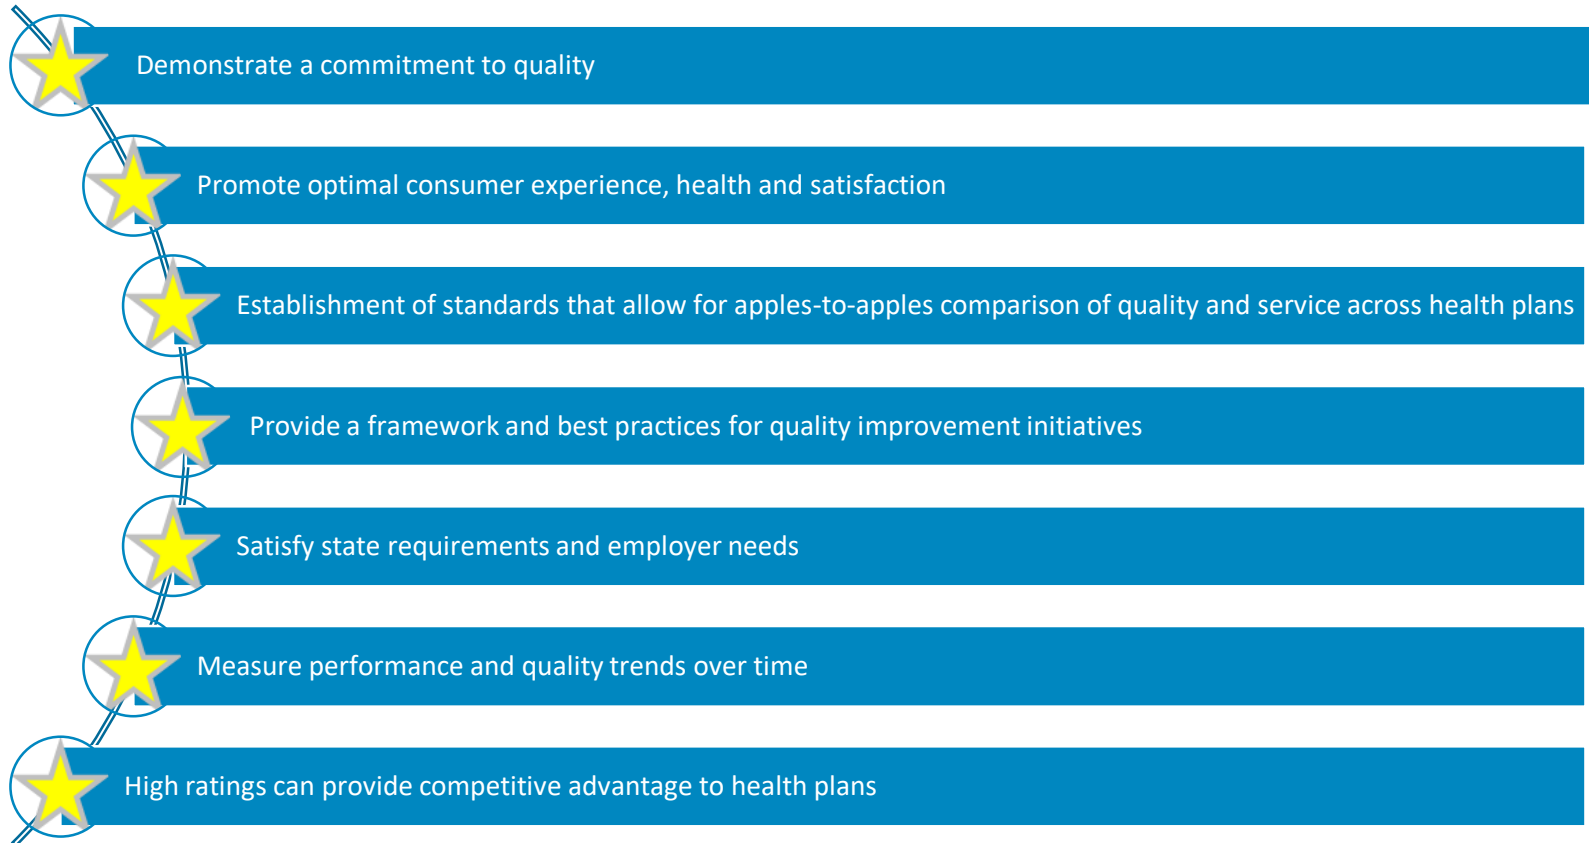 Demonstrate a commitment to quality
Promote optimal consumer experience, health and satisfaction
Establishment of standards that allow for apples-to-apples comparison of quality and service across health plans
Provide a framework and best practices for quality improvement initiatives
Satisfy state requirements and employer needs
Measure performance and quality trends over time
High ratings can provide competitive advantage to health plans